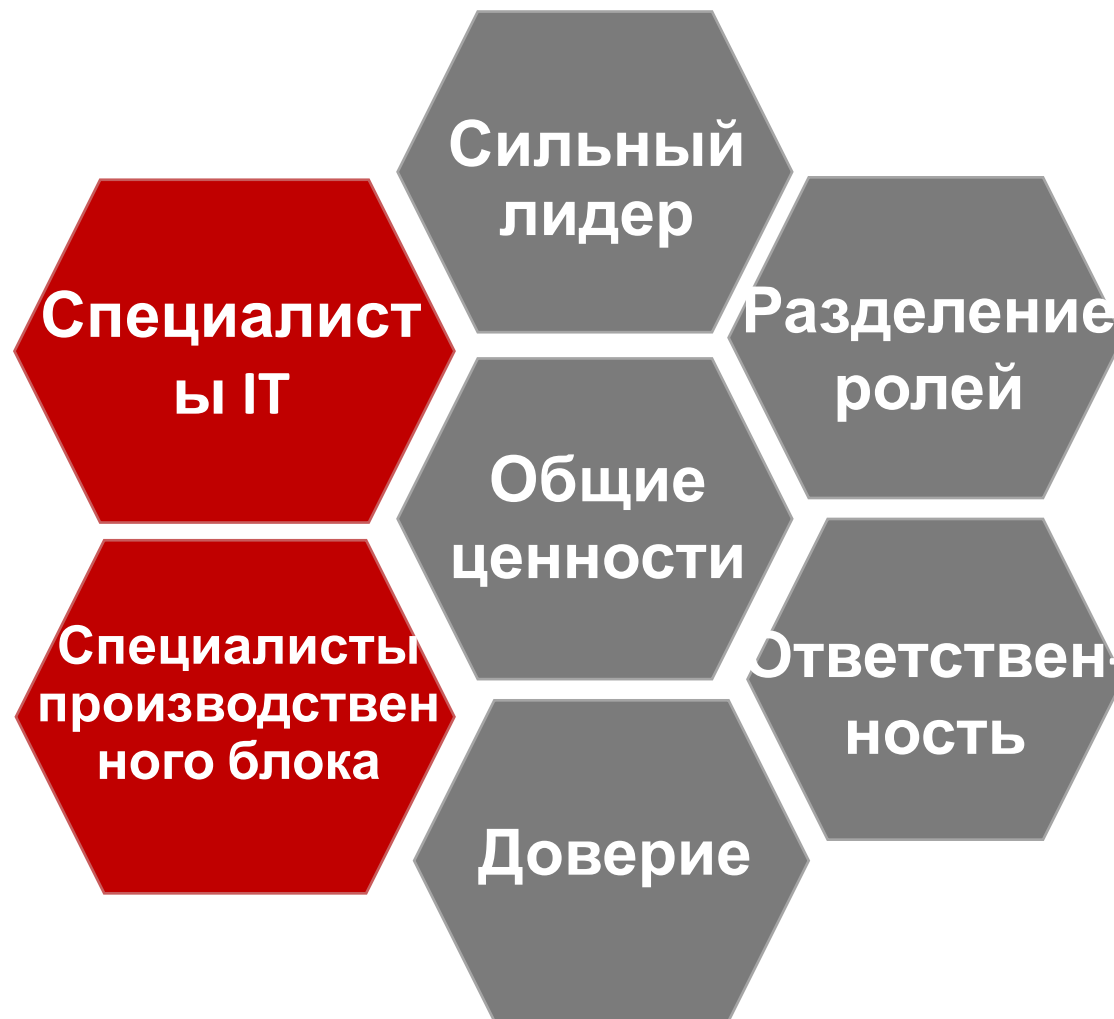 Сильный
лидер
Специалист
ы IT
Разделение
ролей
Общие
ценности
Специалисты
производствен
ного блока
Ответствен-
ность
Доверие